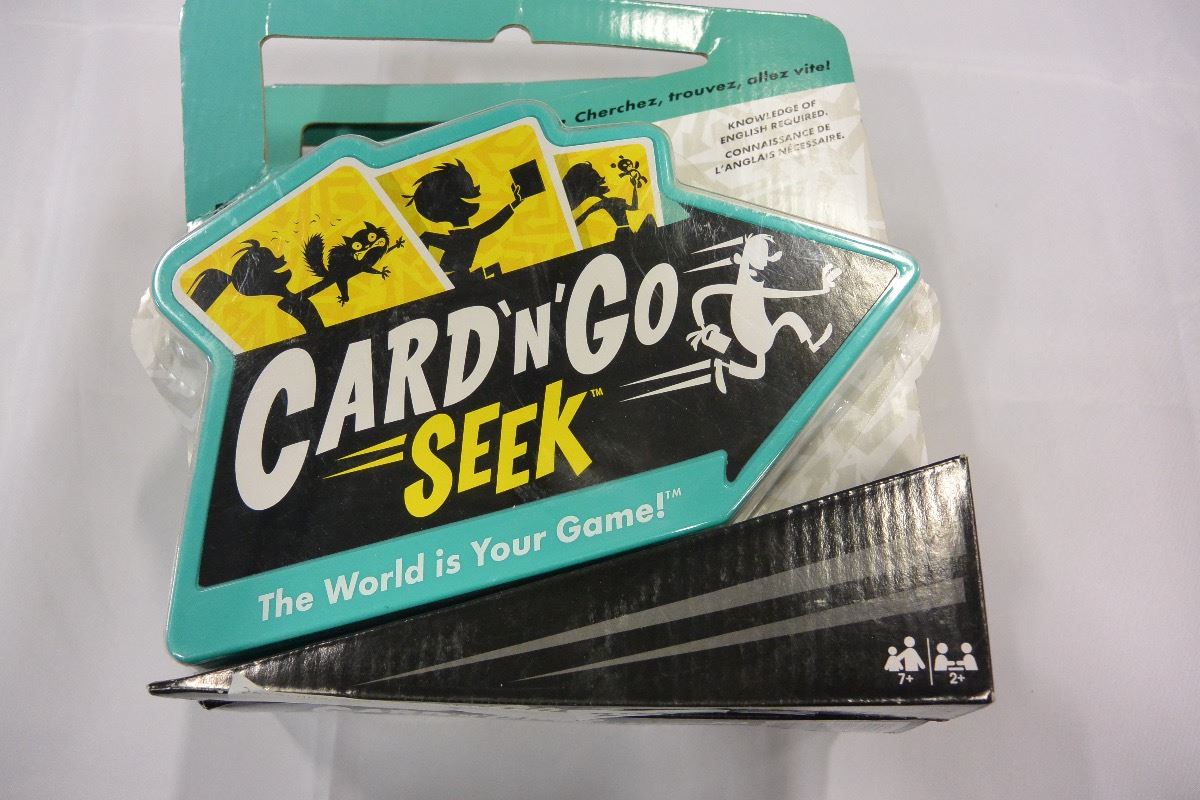 Cherchez, trouvez, allez vite!
KNOWLEDGE OF
ENGLISH REQUIRED.
CONNAISSANCE DE
L'ANGLAIS NÉCESSAIRE.
CARD 'N' GO
SEEK™
The World is Your Game!™
7+
2+